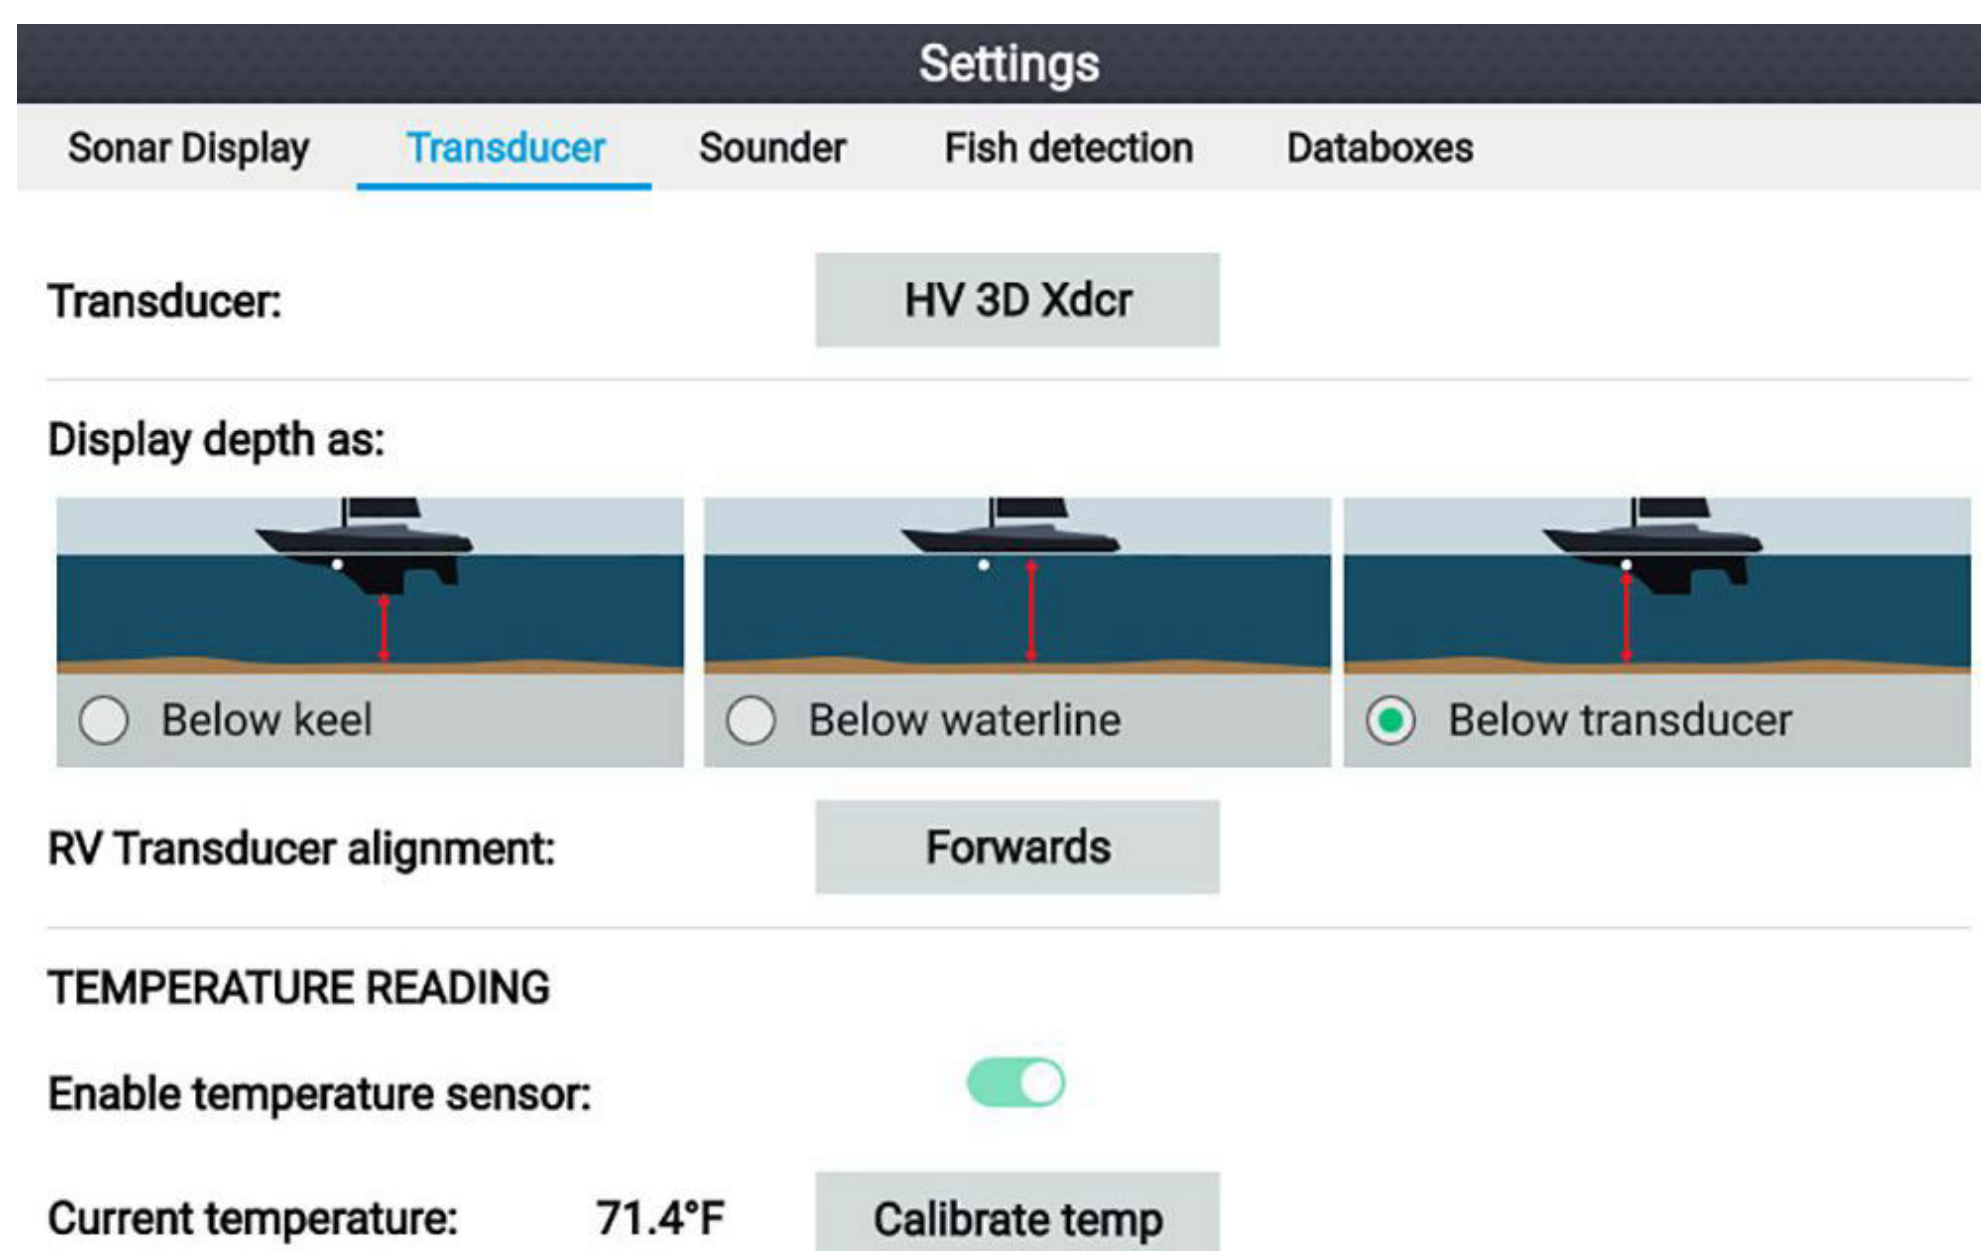 Settings
Sonar Display Transducer Sounder Fish detection Databoxes
Transducer: HV 3D Xdcr
Display depth as:
Below keel Below waterline Below transducer
RV Transducer alignment: Forwards
TEMPERATURE READING
Enable temperature sensor:
Current temperature: 71.4°F Calibrate temp